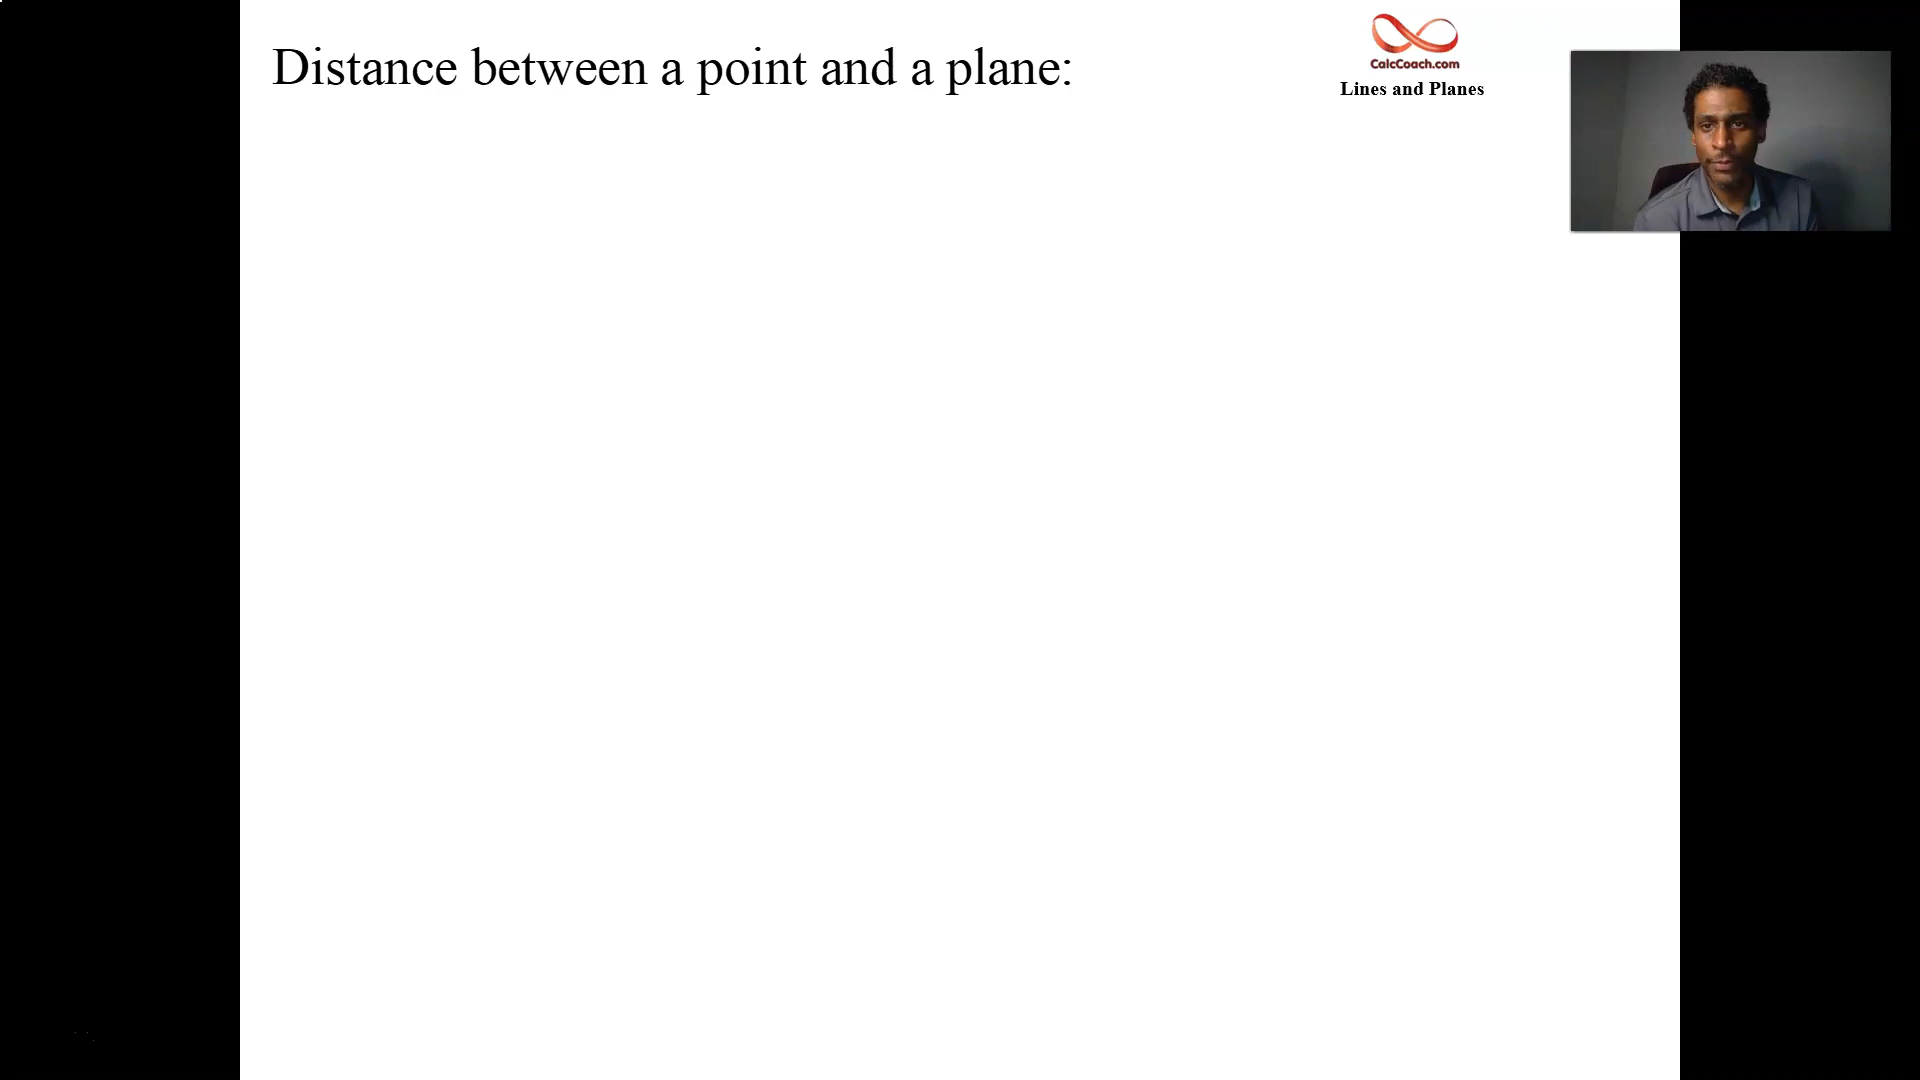 Distance between a point and a plane:
CalcCoach.com
Lines and Planes